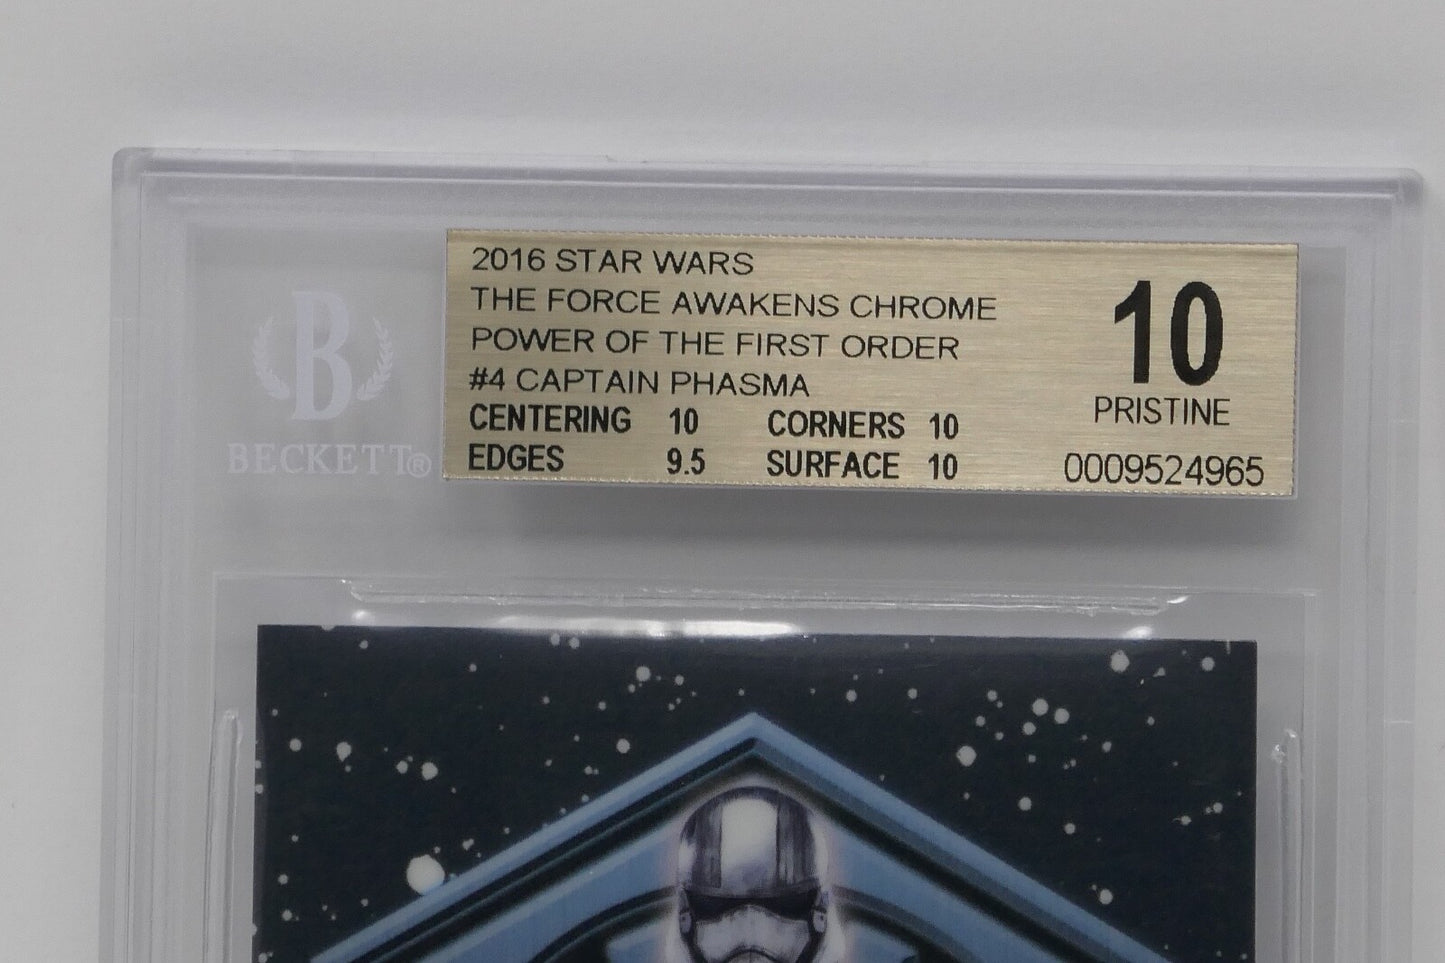 2016 STAR WARS
THE FORCE AWAKENS CHROME
POWER OF THE FIRST ORDER
#4 CAPTAIN PHASMA
CENTERING 10 CORNERS 10
EDGES 9.5 SURFACE 10
10
PRISTINE
0009524965
B
BECKETT®